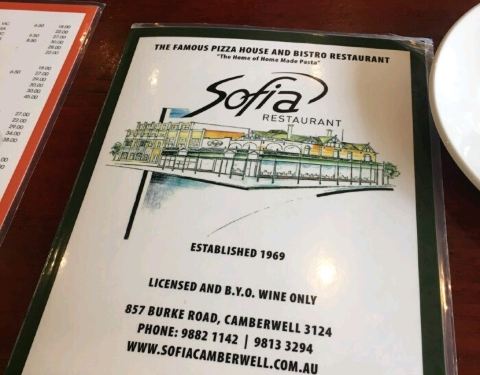 THE FAMOUS PIZZA HOUSE AND BISTRO RESTAURANT
"The Home of Home Made Pasta"
Sofia
RESTAURANT
ESTABLISHED 1969
LICENSED AND B.Y.O. WINE ONLY
857 BURKE ROAD, CAMBERWELL 3124
PHONE: 9882 1142 | 9813 3294
WWW.SOFIACAMBERWELL.COM.AU